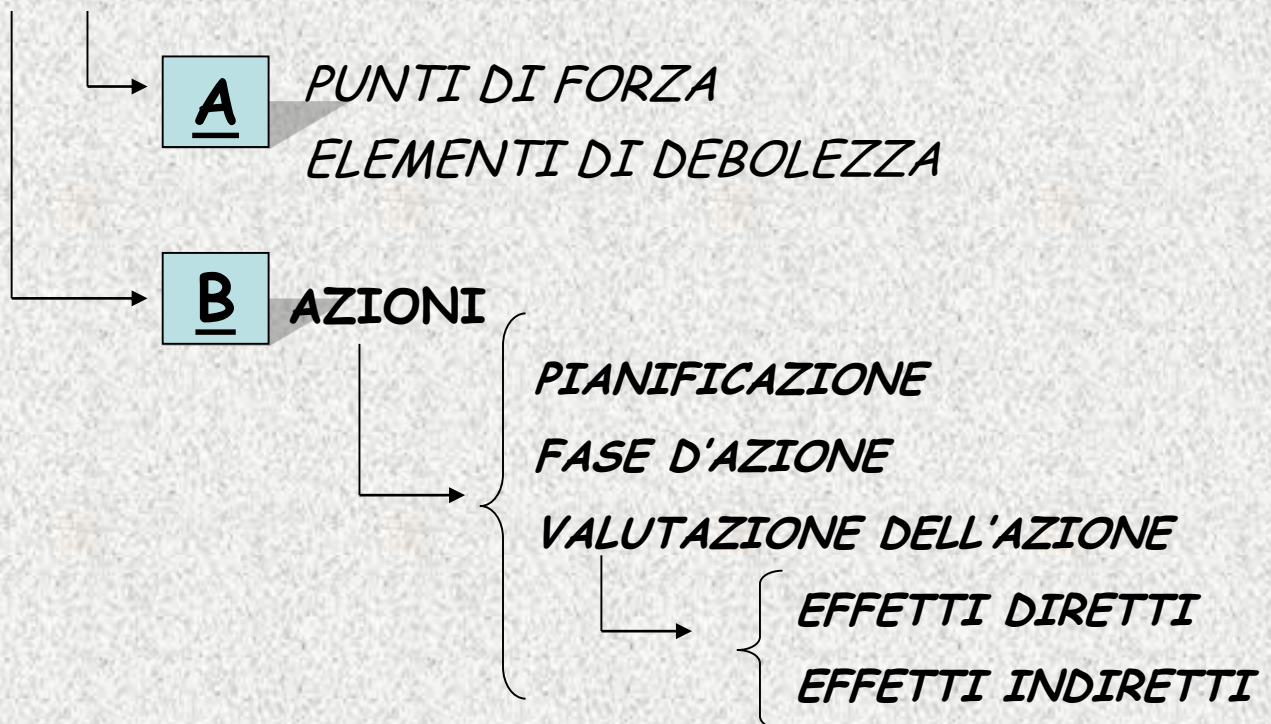 A PUNTI DI FORZA
ELEMENTI DI DEBOLEZZA
B AZIONI
PIANIFICAZIONE
FASE D'AZIONE
VALUTAZIONE DELL'AZIONE
EFFETTI DIRETTI
EFFETTI INDIRETTI